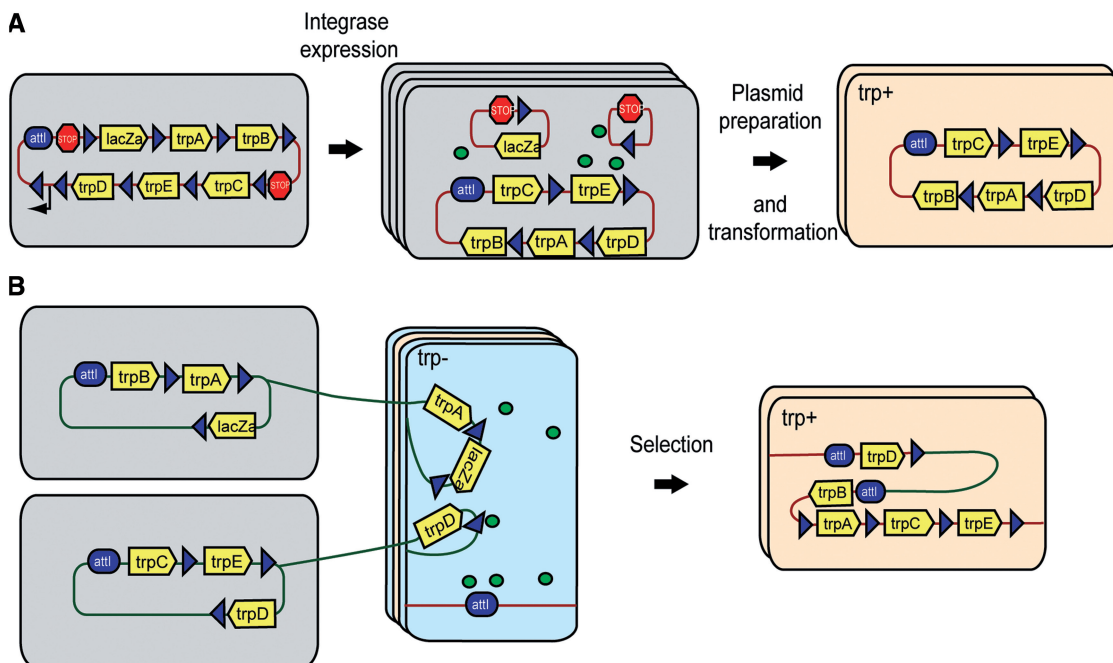 A
Integrase
expression
attI STOP lacZa trpA trpB
trpD trpE trpC STOP
STOP STOP
lacZa
attI trpC trpE
trpB trpA trpD
Plasmid
preparation
and
transformation
trp+
attI trpC trpE
trpB trpA trpD
B
attI trpB trpA
lacZa
attI trpC trpE
trpD
trp-
trpA
lacZa
trpD
attI
Selection
trp+
attI trpD
trpB attI
trpA trpC trpE